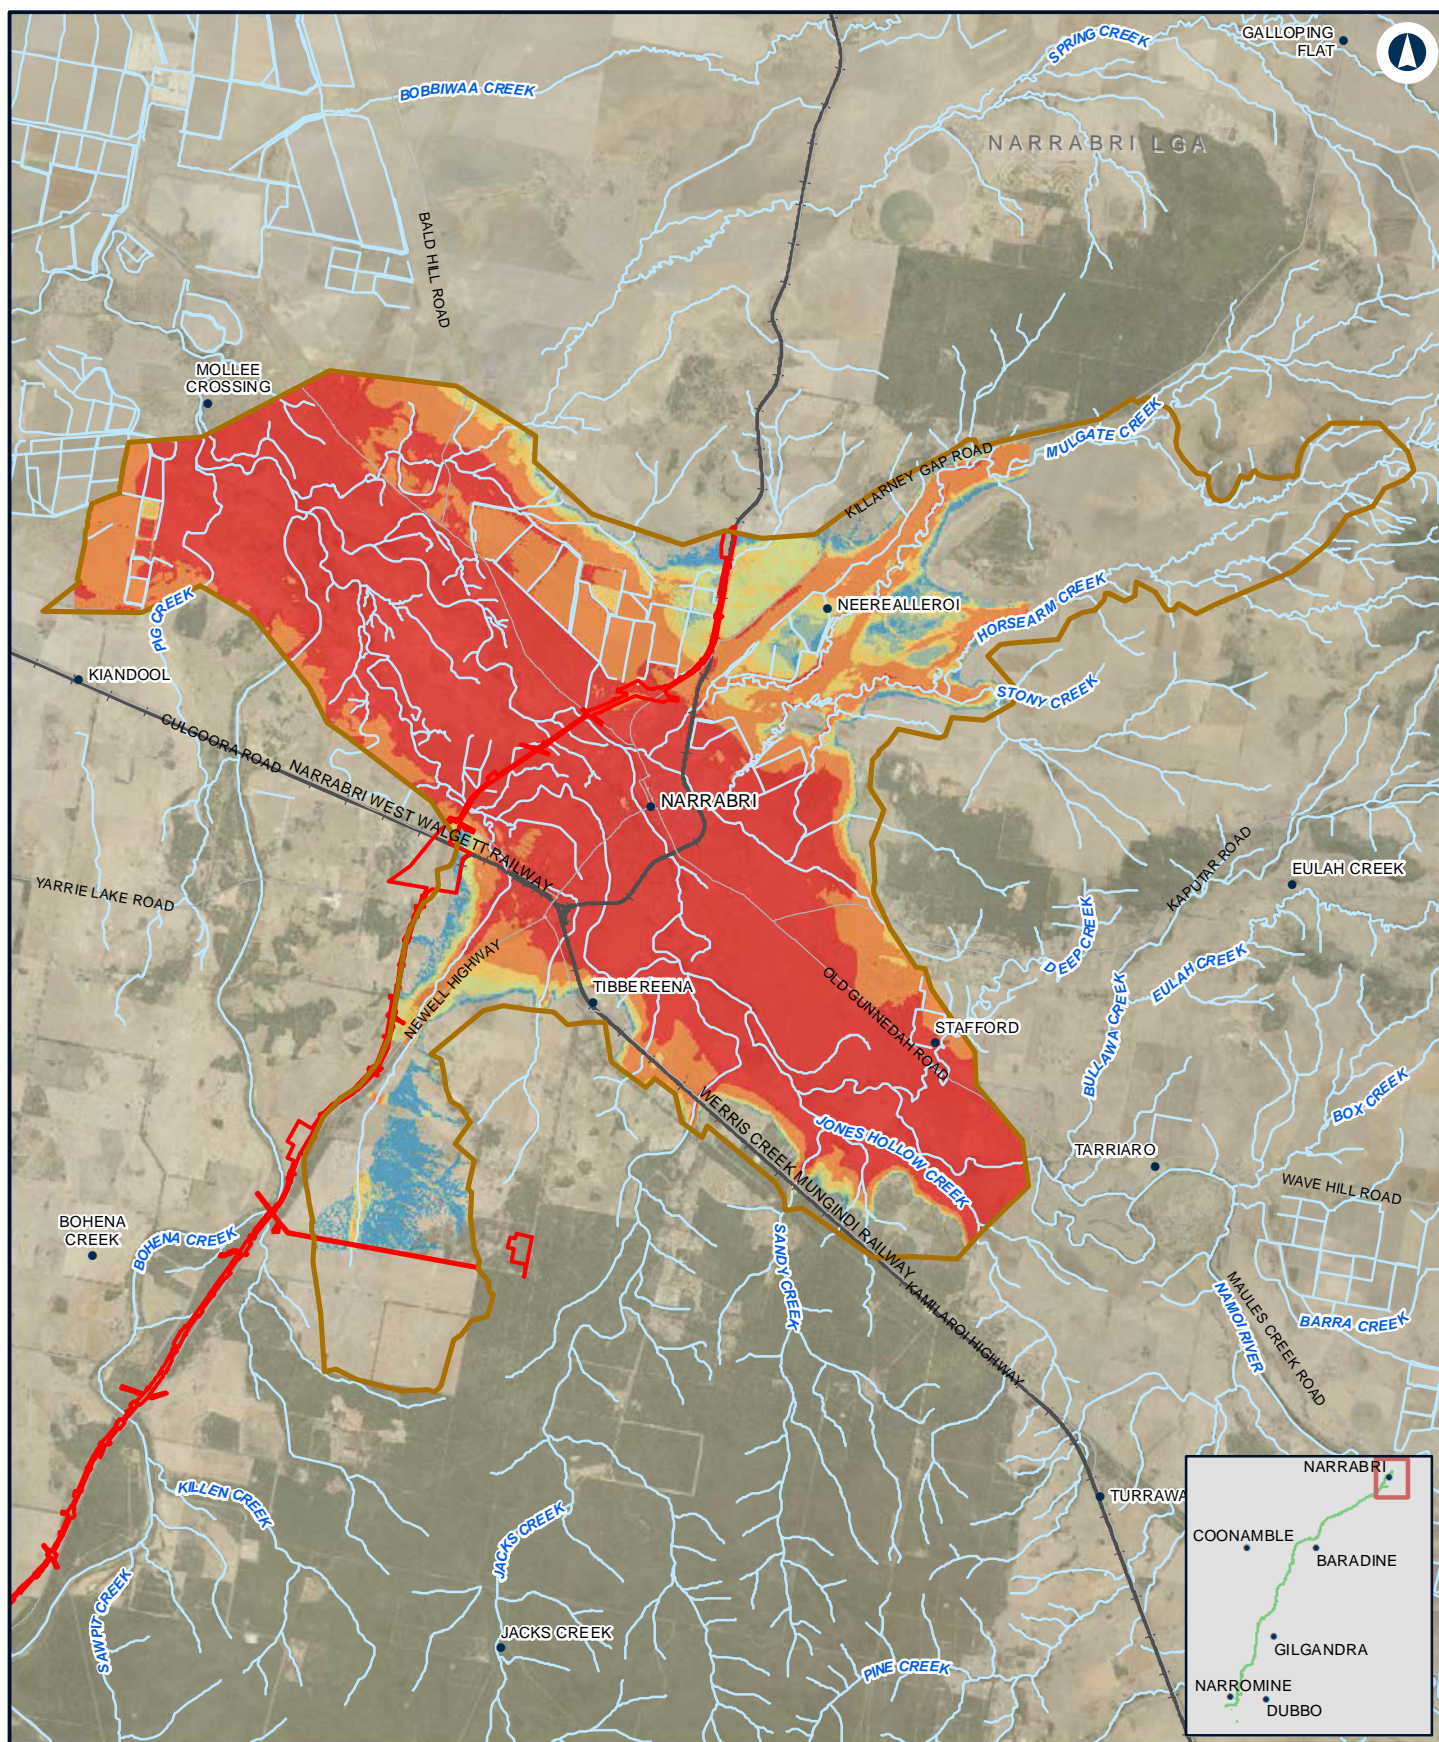 GALLOPING
FLAT
SPRING CREEK
BOBBIWAA CREEK
NARRABRI LGA
BALD HILL ROAD
MOLLEE
CROSSING
MULGATE CREEK
KILLARNEY GAP ROAD
NEEREALLEROI
HORSEARM CREEK
PIG CREEK
KIANDOOL
STONY CREEK
CULGOORA ROAD
NARRABRI WEST WALGETT RAILWAY
NARRABRI
YARRIE LAKE ROAD
KAPUTAR ROAD
EULAH CREEK
DEEP CREEK
EULAH CREEK
NEWELL HIGHWAY
TIBBEREENA
OLD GUNNEDAH ROAD
STAFFORD
BULLAWA CREEK
BOX CREEK
WERRIS CREEK MUNGINDI RAILWAY
JONES HOLLOW CREEK
TARRIARO
WAVE HILL ROAD
BOHENA
CREEK
BOHENA CREEK
SANDY CREEK
KAMILAROI HIGHWAY
MAULES CREEK ROAD
NAMOI RIVER
BARRA CREEK
KILLEN CREEK
JACKS CREEK
SAWPIT CREEK
JACKS CREEK
PINE CREEK
TURRAWA
NARRABRI
COONAMBLE
BARADINE
GILGANDRA
NARROMINE
DUBBO